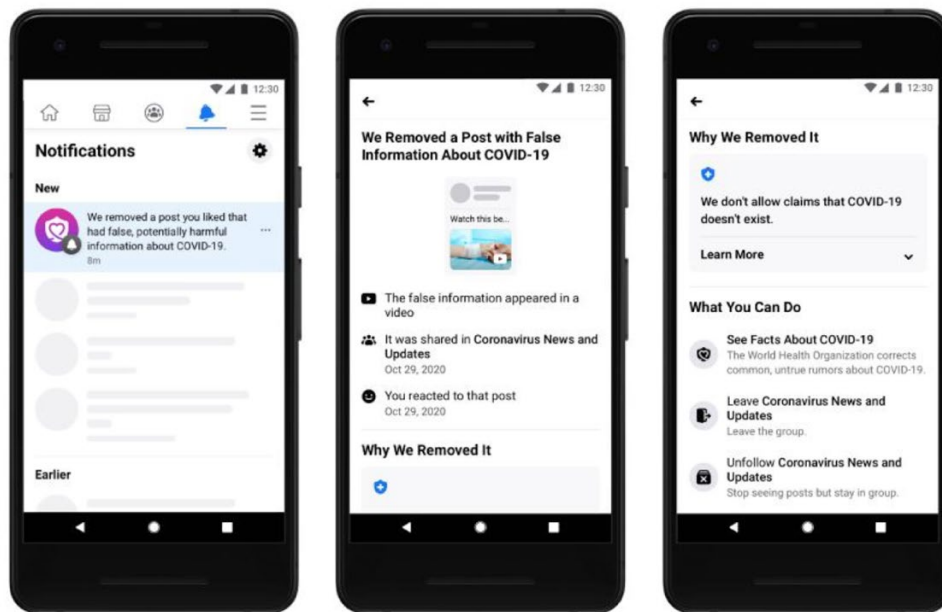 12:30
Notifications
New
We removed a post you liked that
had false, potentially harmful
information about COVID-19.
8m
Earlier
12:30
We Removed a Post with False
Information About COVID-19
Watch this be...
The false information appeared in a
video
It was shared in Coronavirus News and
Updates
Oct 29, 2020
You reacted to that post
Oct 29, 2020
Why We Removed It
12:30
Why We Removed It
We don't allow claims that COVID-19
doesn't exist.
Learn More
What You Can Do
See Facts About COVID-19
The World Health Organization corrects
common, untrue rumors about COVID-19.
Leave Coronavirus News and
Updates
Leave the group.
Unfollow Coronavirus News and
Updates
Stop seeing posts but stay in group.